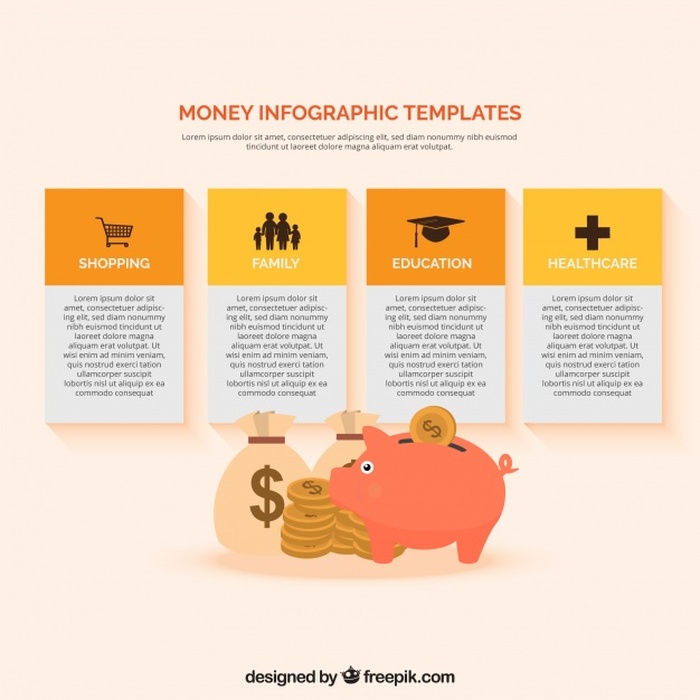 MONEY INFOGRAPHIC TEMPLATES
Lorem ipsum dolor sit amet, consectetuer adipiscing elit, sed diam nonummy nibh euismod
tincidunt ut laoreet dolore magna aliquam erat volutpat.
SHOPPING
Lorem ipsum dolor sit
amet, consectetuer adipisc-
ing elit, sed diam nonummy
nibh euismod tincidunt ut
laoreet dolore magna
aliquam erat volutpat. Ut
wisi enim ad minim veniam,
quis nostrud exerci tation
ullamcorper suscipit
lobortis nisl ut aliquip ex ea
commodo consequat
FAMILY
Lorem ipsum dolor sit
amet, consectetuer adipisc-
ing elit, sed diam nonummy
nibh euismod tincidunt ut
laoreet dolore magna
aliquam erat volutpat. Ut
wisi enim ad minim veniam,
quis nostrud exerci tation
ullamcorper suscipit
lobortis nisl ut aliquip ex ea
commodo consequat
EDUCATION
Lorem ipsum dolor sit
amet, consectetuer adipisc-
ing elit, sed diam nonummy
nibh euismod tincidunt ut
laoreet dolore magna
aliquam erat volutpat. Ut
wisi enim ad minim veniam,
quis nostrud exerci tation
ullamcorper suscipit
lobortis nisl ut aliquip ex ea
commodo consequat
HEALTHCARE
Lorem ipsum dolor sit
amet, consectetuer adipisc-
ing elit, sed diam nonummy
nibh euismod tincidunt ut
laoreet dolore magna
aliquam erat volutpat. Ut
wisi enim ad minim veniam,
quis nostrud exerci tation
ullamcorper suscipit
lobortis nisl ut aliquip ex ea
commodo consequat
$
$
$
designed by freepik.com